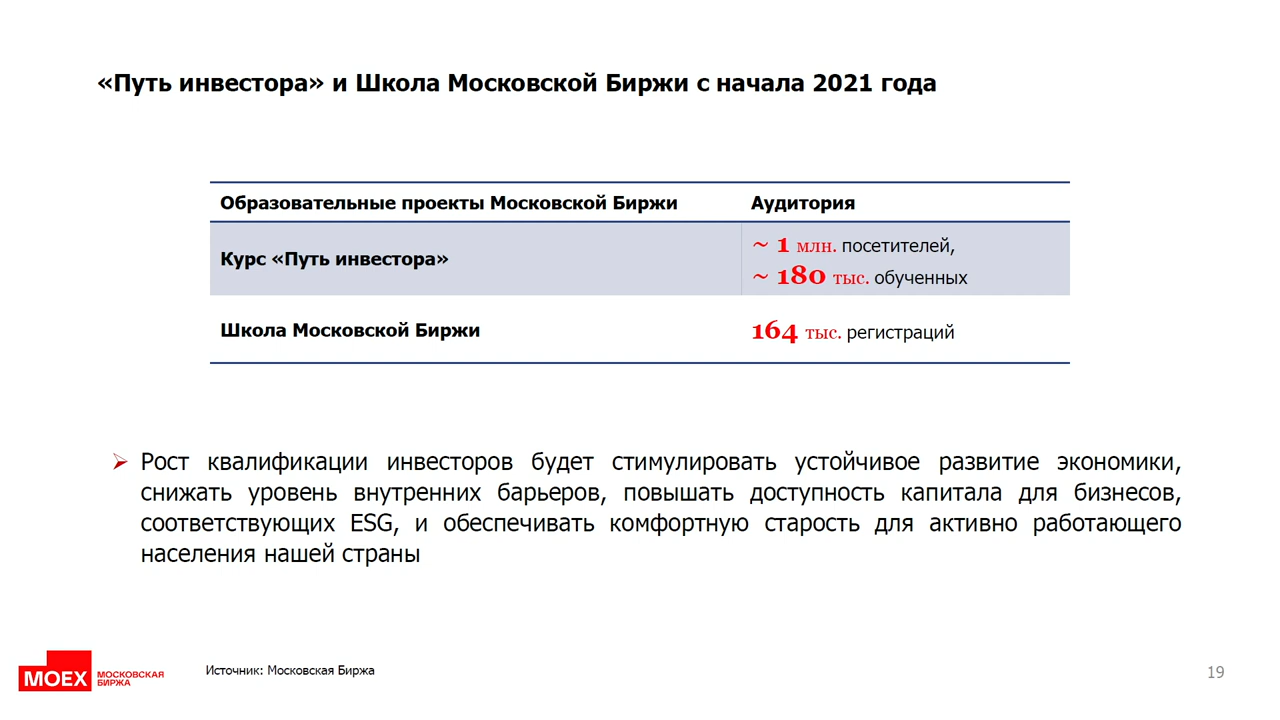 «Путь инвестора» и Школа Московской Биржи с начала 2021 года
Образовательные проекты Московской Биржи Аудитория
Курс «Путь инвестора»
~ 1 млн. посетителей,
~ 180 тыс. обученных
Школа Московской Биржи 164 тыс. регистраций
➢ Рост квалификации инвесторов будет стимулировать устойчивое развитие экономики,
снижать уровень внутренних барьеров, повышать доступность капитала для бизнесов,
соответствующих ESG, и обеспечивать комфортную старость для активно работающего
населения нашей страны
MOEX
МОСКОВСКАЯ
БИРЖА
Источник: Московская Биржа
19